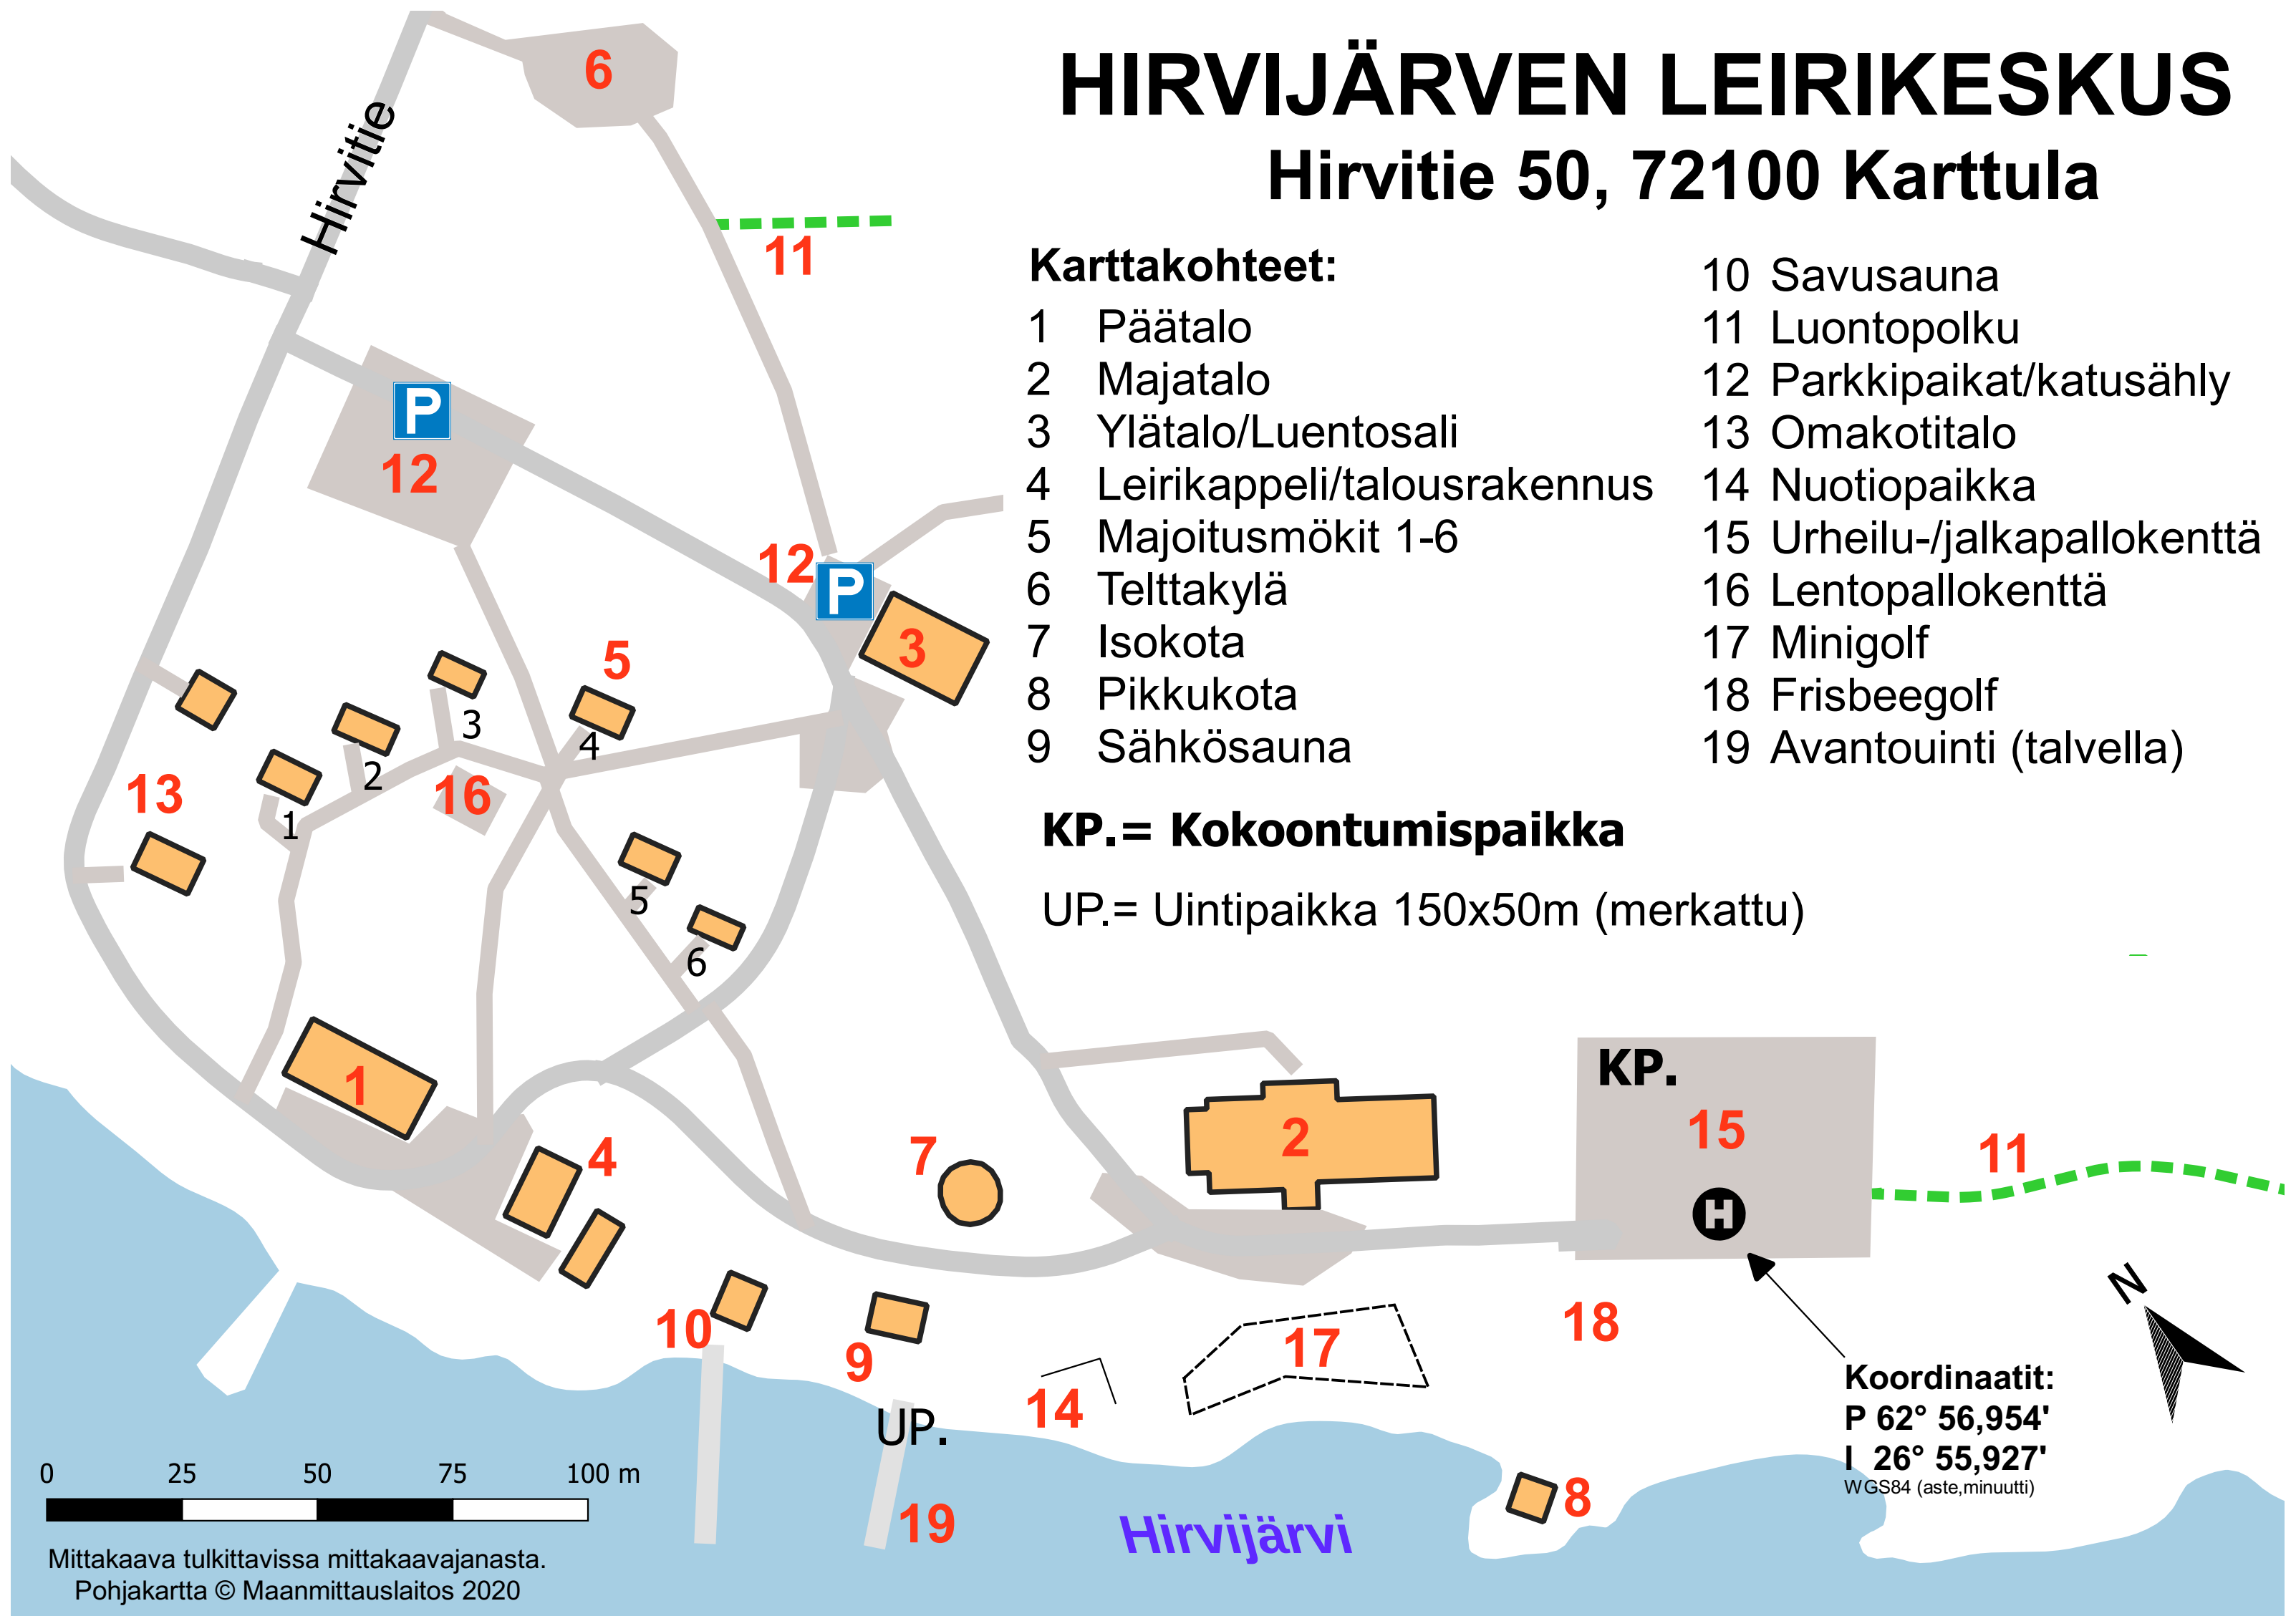 HIRVIJÄRVEN LEIRIKESKUS
Hirvitie 50, 72100 Karttula
Karttakohteet:
1 Päätalo
2 Majatalo
3 Ylätalo/Luentosali
4 Leirikappeli/talousrakennus
5 Majoitusmökit 1-6
6 Telttakylä
7 Isokota
8 Pikkukota
9 Sähkösauna
10 Savusauna
11 Luontopolku
12 Parkkipaikat/katusähly
13 Omakotitalo
14 Nuotiopaikka
15 Urheilu-/jalkapallokenttä
16 Lentopallokenttä
17 Minigolf
18 Frisbeegolf
19 Avantouinti (talvella)
KP.= Kokoontumispaikka
UP.= Uintipaikka 150x50m (merkattu)
6
Hirvitie
11
P
12
12
P
3
5
3
4
2
16
13
1
5
6
1
KP.
2
15
4
7
11
H
N
10
9
17
18
14
UP.
19
8
Hirvijärvi
Koordinaatit:
P 62° 56,954'
I 26° 55,927'
WGS84 (aste,minuutti)
0 25 50 75 100 m
Mittakaava tulkittavissa mittakaavajanasta.
Pohjakartta © Maanmittauslaitos 2020